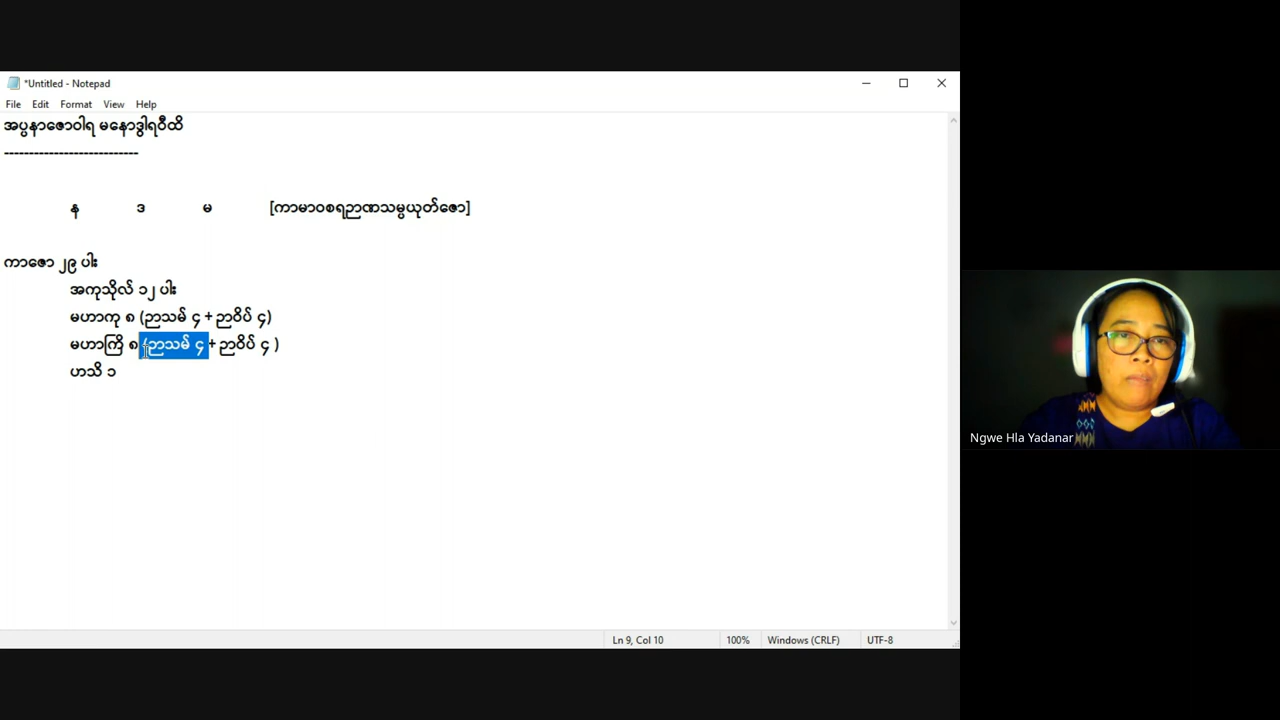 *Untitled - Notepad
File Edit Format View Help
အပ္ပနာဇောဝါရ မနောဒွါရဝီထိ
---------------------------
န ဒ မ [ကာမာဝစရဉာဏသမ္ပယုတ်ဇော]
ကာဇော ၂၉ ပါး
အကုသိုလ် ၁၂ ပါး
မဟာကု ၈ (ဉာသမ် ၄ + ဉာဝိပ် ၄)
မဟာကြိ ၈ (ဉာသမ် ၄ + ဉာဝိပ် ၄ )
ဟသိ ၁
Ngwe Hla Yadanar
Ln 9, Col 10 100% Windows (CRLF) UTF-8